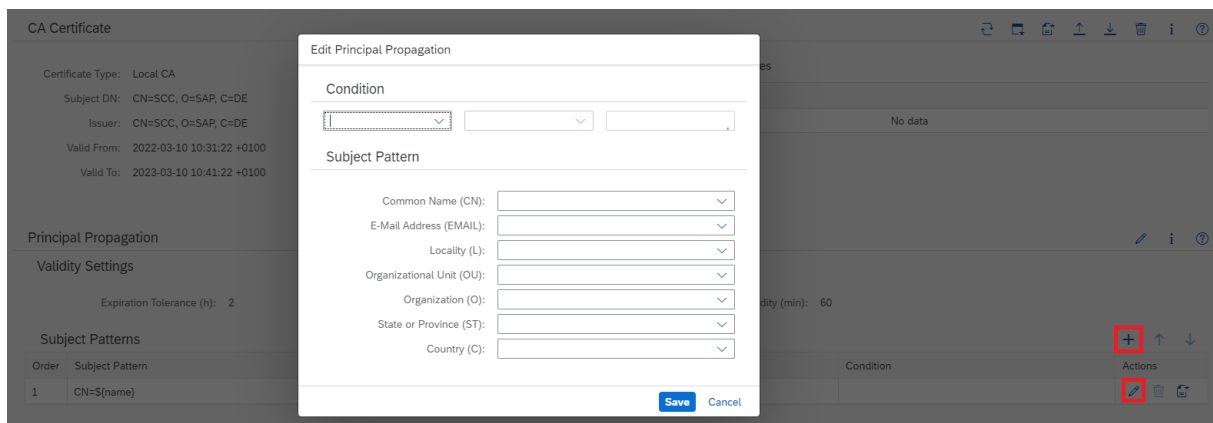 CA Certificate
Edit Principal Propagation
Condition
Certificate Type: Local CA
Subject DN: CN=SCC, O=SAP, C=DE
Issuer: CN=SCC, O=SAP, C=DE
Valid From: 2022-03-10 10:31:22 +0100
Valid To: 2023-03-10 10:41:22 +0100
es
No data
Subject Pattern
Common Name (CN):
E-Mail Address (EMAIL):
Locality (L):
Organizational Unit (OU):
Organization (O):
State or Province (ST):
Country (C):
Save Cancel
Principal Propagation
Validity Settings
Expiration Tolerance (h): 2
dity (min): 60
Subject Patterns
Order Subject Pattern Condition Actions
1 CN=${name}